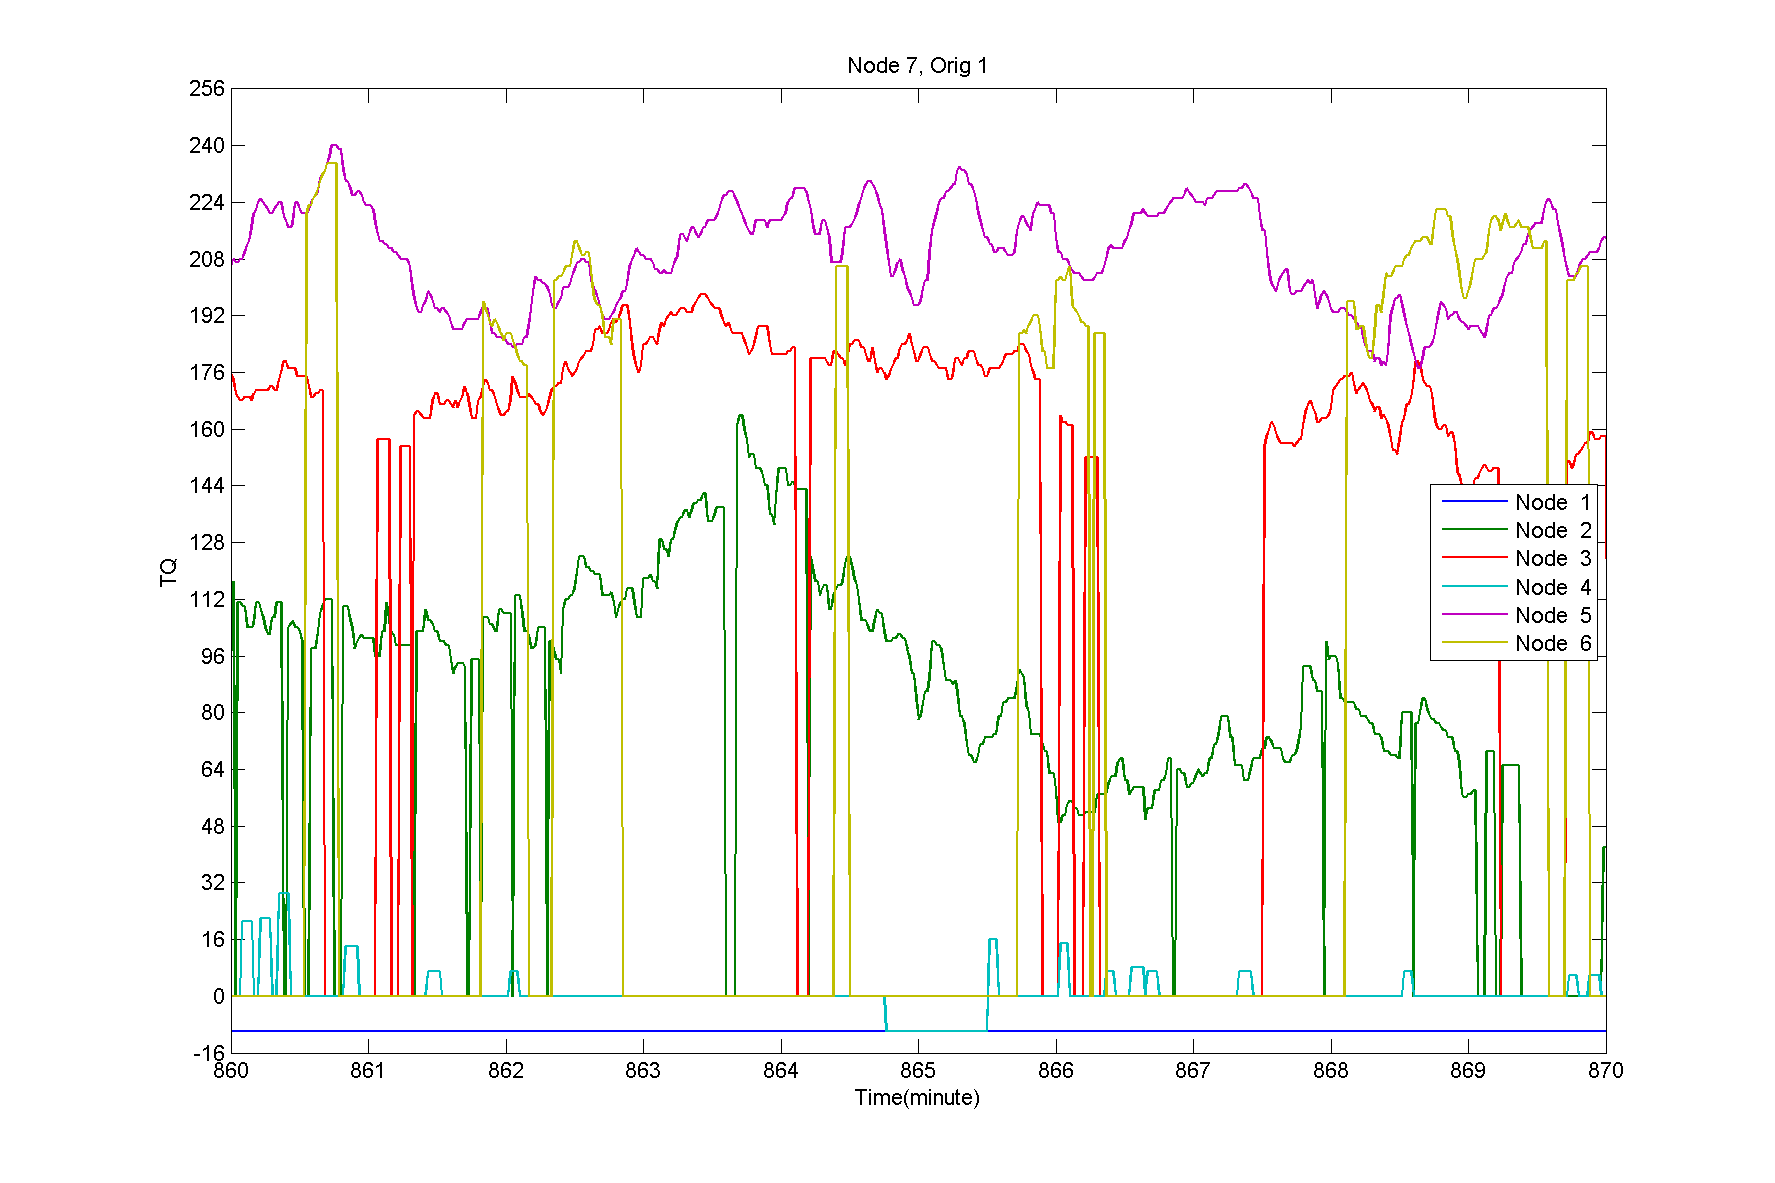 Node 7, Orig 1
256
240
224
208
192
176
160
144
128
112
96
80
64
48
32
16
0
-16
TQ
Node 1
Node 2
Node 3
Node 4
Node 5
Node 6
860 861 862 863 864 865 866 867 868 869 870
Time(minute)